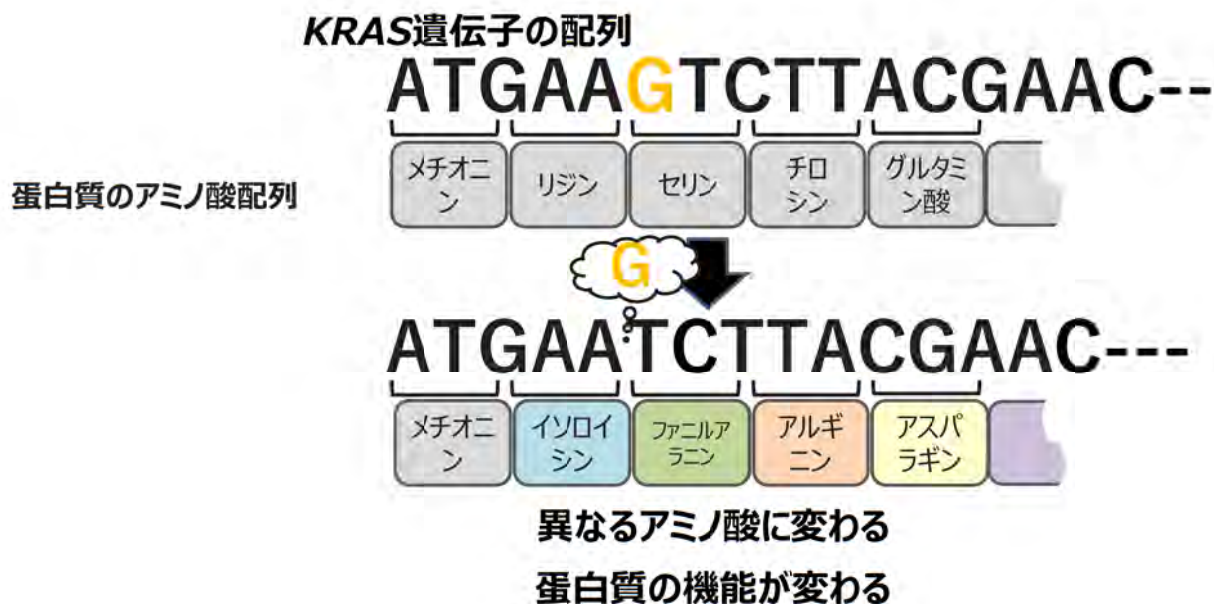 KRAS遺伝子の配列
ATGAAGTCTTACGAAC--
蛋白質のアミノ酸配列
メチオニ
ン
リジン
セリン
チロ
シン
グルタミ
ン酸
G
ATGAATCTTACGAAC---
メチオニ
ン
イソロイ
シン
ファニルア
ラニン
アルギ
ニン
アスパ
ラギン
異なるアミノ酸に変わる
蛋白質の機能が変わる